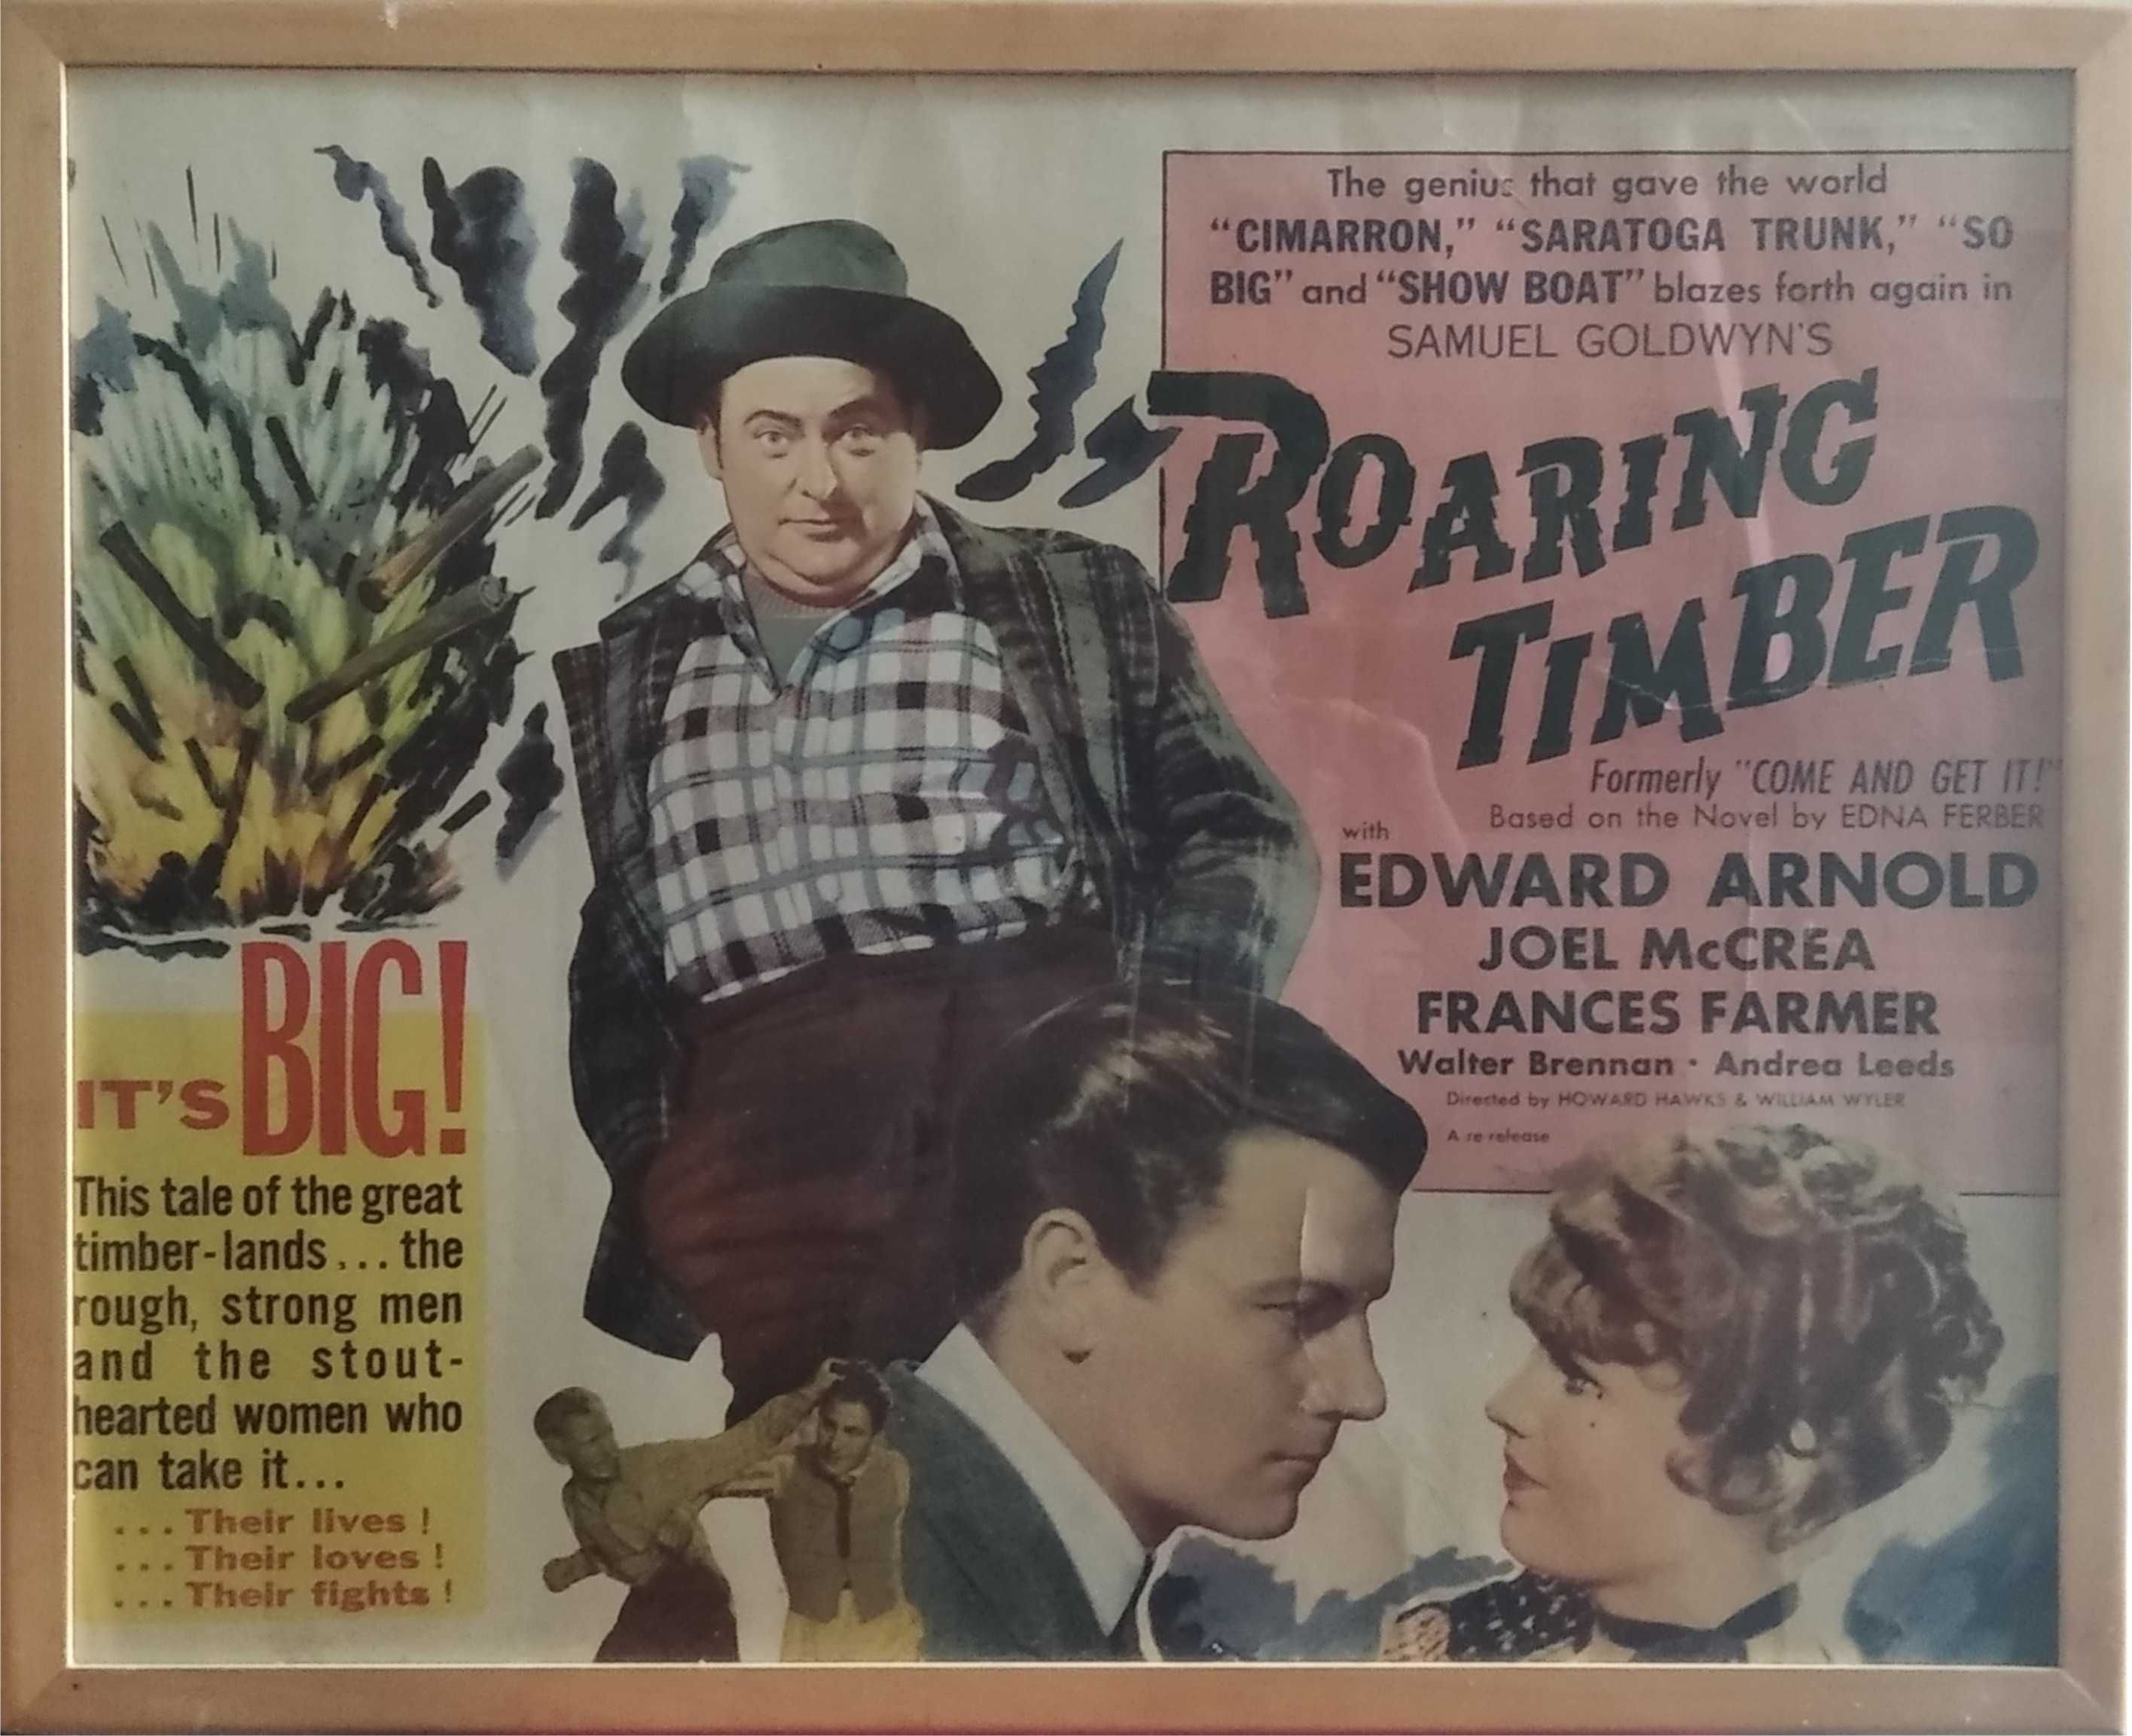 The genius that gave the world
“CIMARRON,” “SARATOGA TRUNK,” “SO
BIG” and “SHOW BOAT” blazes forth again in
SAMUEL GOLDWYN'S
ROARING
TIMBER
Formerly "COME AND GET IT!"
Based on the Novel by EDNA FERBER
with
EDWARD ARNOLD
JOEL McCREA
FRANCES FARMER
Walter Brennan · Andrea Leeds
Directed by HOWARD HAWKS & WILLIAM WYLER
A re-release
IT'S BIG!
This tale of the great
timber-lands... the
rough, strong men
and the stout-
hearted women who
can take it...
...Their lives!
...Their loves!
...Their fights!